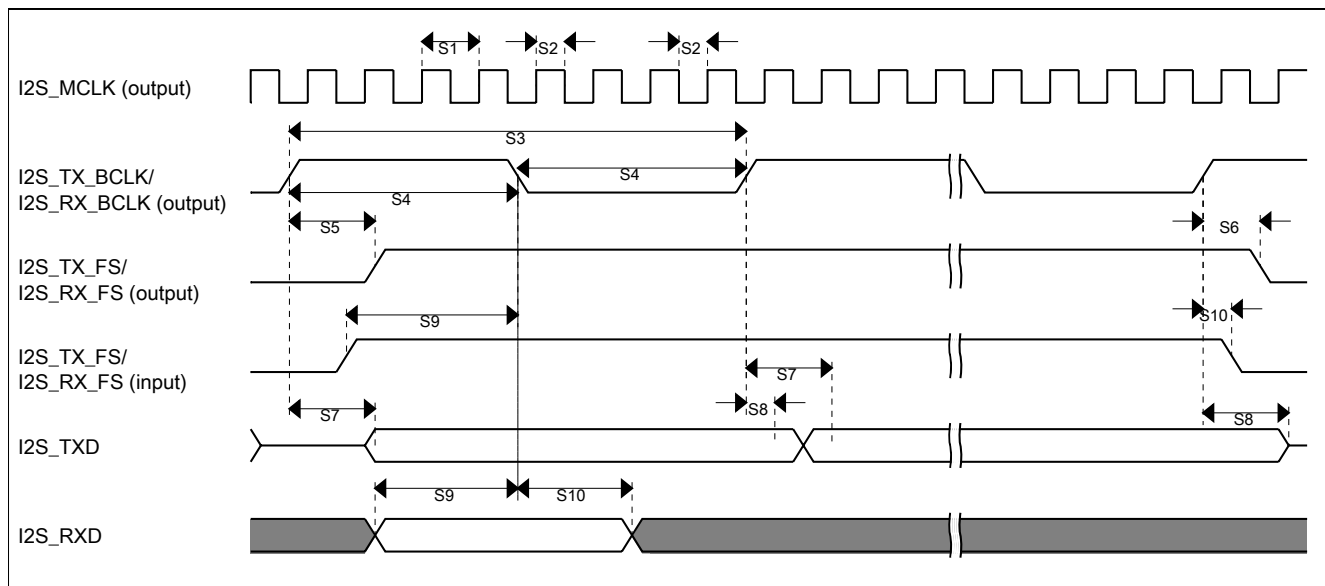 S1
S2
S2
I2S_MCLK (output)
S3
I2S_TX_BCLK/
I2S_RX_BCLK (output)
S4
S4
S5
S6
I2S_TX_FS/
I2S_RX_FS (output)
S9
S10
I2S_TX_FS/
I2S_RX_FS (input)
S7
S7
S8
S8
I2S_TXD
S9
S10
I2S_RXD